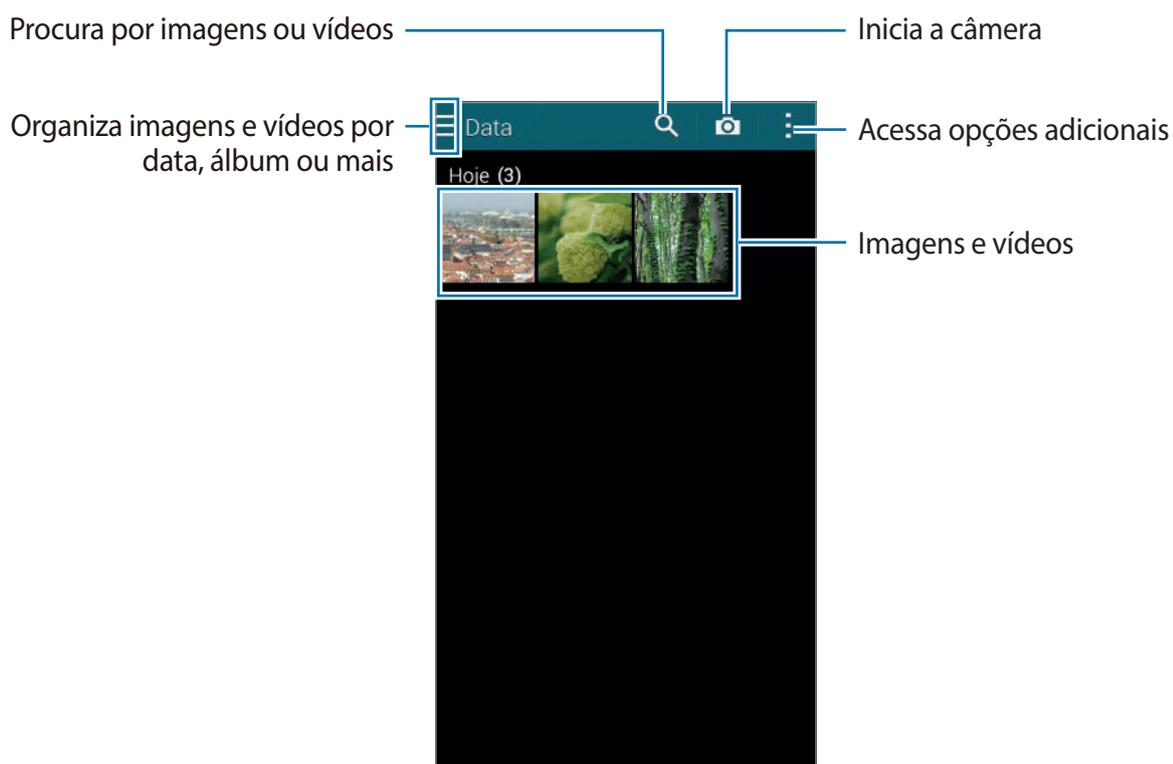 Procura por imagens ou vídeos
Inicia a câmera
Organiza imagens e vídeos por
data, álbum ou mais
Data
Acessa opções adicionais
Hoje (3)
Imagens e vídeos